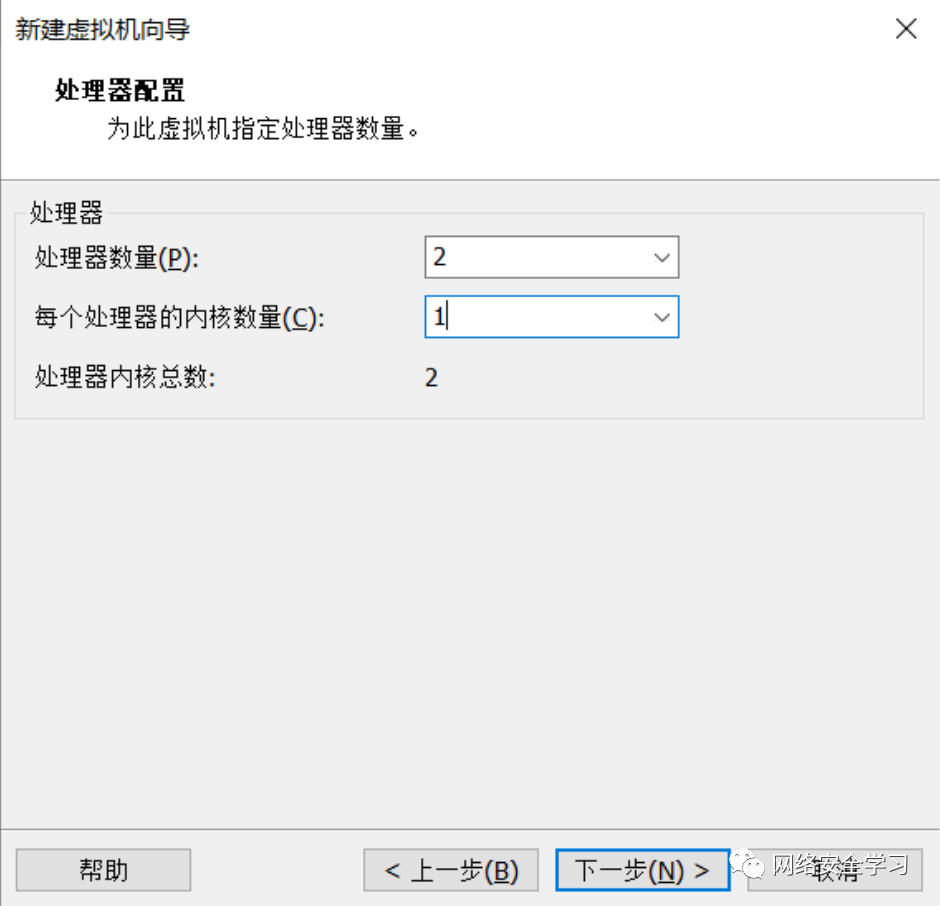 新建虚拟机向导
处理器配置
为此虚拟机指定处理器数量。
处理器
处理器数量(P): 2
每个处理器的内核数量(C): 1
处理器内核总数: 2
帮助 < 上一步(B) 下一步(N) > 取消
网络安全学习